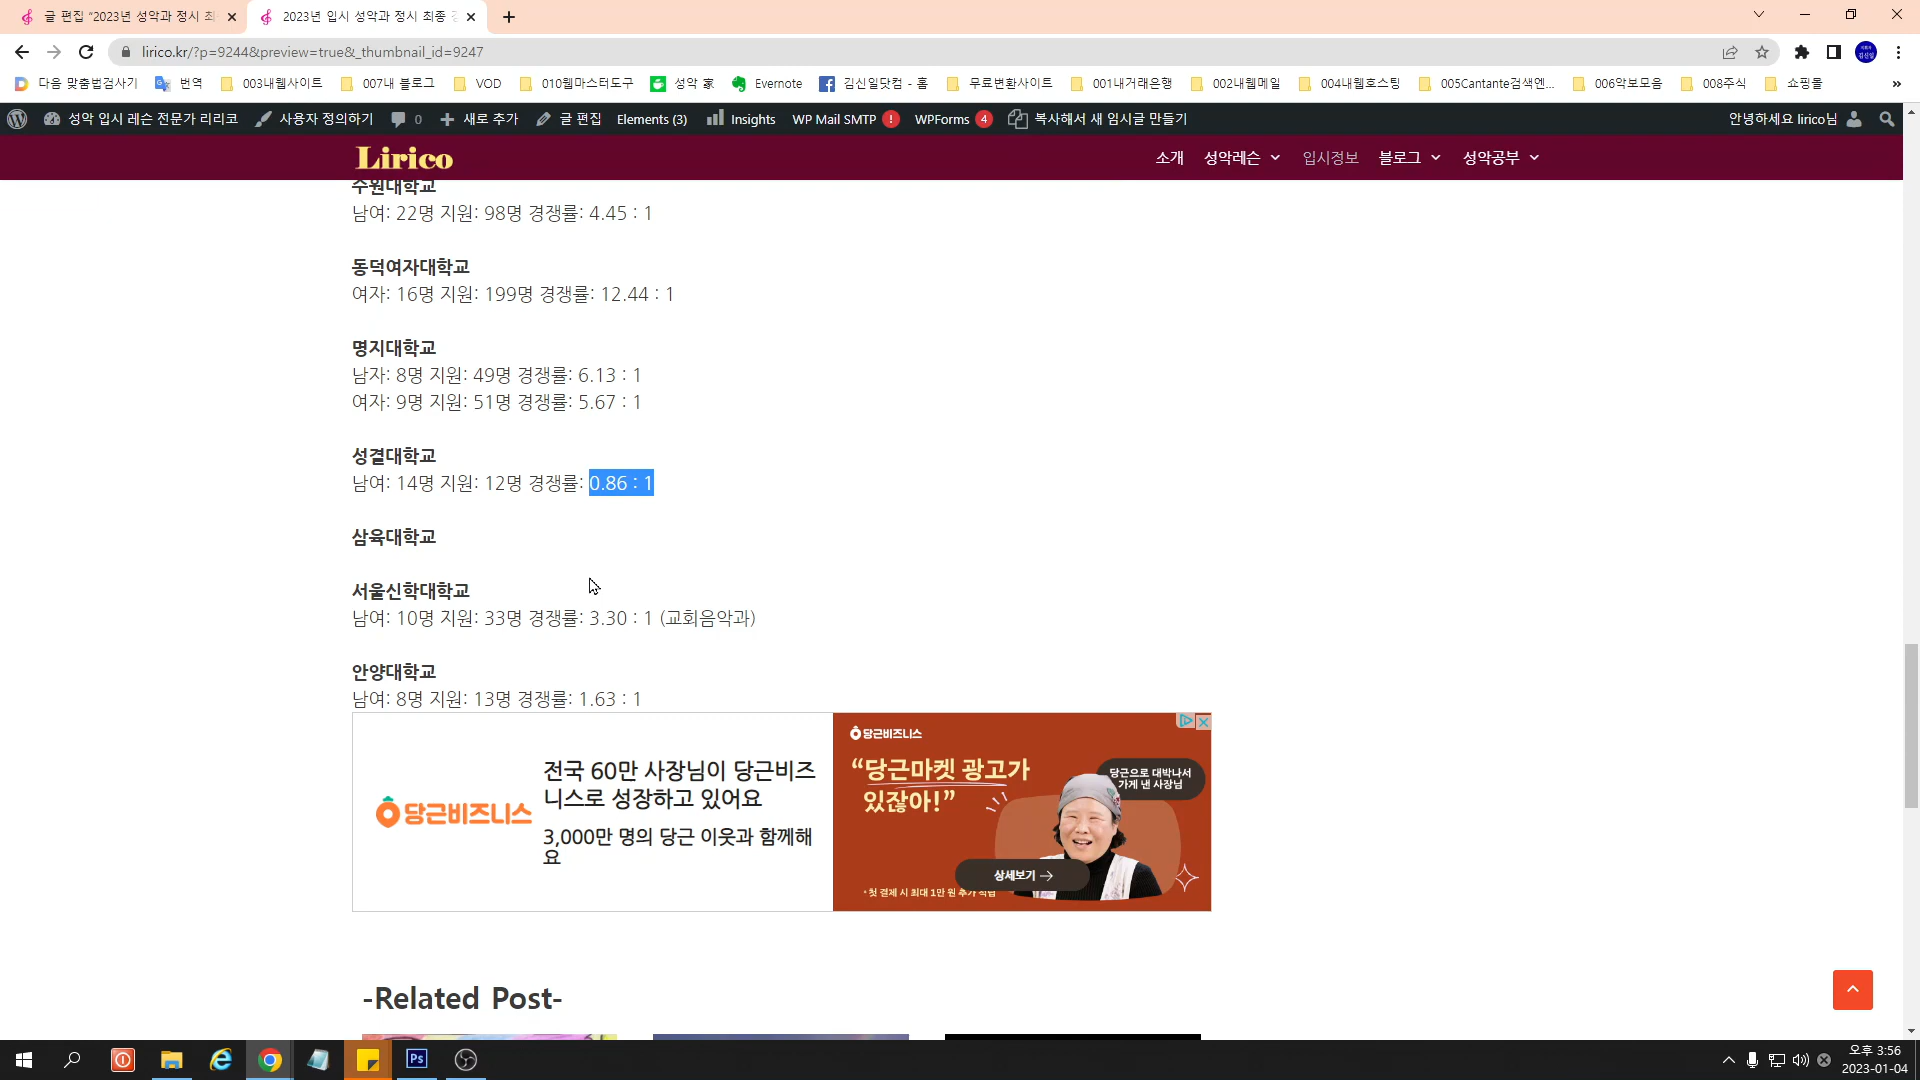 글 편집 "2023년 성악과 정시 최
2023년 입시 성악과 정시 최종 경
lirico.kr/?p=9244&preview=true&_thumbnail_id=9247
다음 맞춤법검사기
번역
003내웹사이트
007내 블로그
VOD
010웹마스터도구
성악 家
Evernote
김신일닷컴 - 홈
무료변환사이트
001내거래은행
002내웹메일
004내웹호스팅
005Cantante검색엔...
006악보모음
008주식
쇼핑몰
»
성악 입시 레슨 전문가 리리코
사용자 정의하기
0
새로 추가
글 편집
Elements (3)
Insights
WP Mail SMTP !
WPForms 4
복사해서 새 임시글 만들기
안녕하세요 lirico님
Lirico
소개
성악레슨
입시정보
블로그
성악공부
수원대학교
남여: 22명 지원: 98명 경쟁률: 4.45 : 1
동덕여자대학교
여자: 16명 지원: 199명 경쟁률: 12.44 : 1
명지대학교
남자: 8명 지원: 49명 경쟁률: 6.13 : 1
여자: 9명 지원: 51명 경쟁률: 5.67 : 1
성결대학교
남여: 14명 지원: 12명 경쟁률: 0.86 : 1
삼육대학교
서울신학대학교
남여: 10명 지원: 33명 경쟁률: 3.30 : 1 (교회음악과)
안양대학교
남여: 8명 지원: 13명 경쟁률: 1.63 : 1
당근비즈니스
전국 60만 사장님이 당근비즈
니스로 성장하고 있어요
3,000만 명의 당근 이웃과 함께해
요
당근비즈니스
“당근마켓 광고가
있잖아!”
당근으로 대박나서
가게 낸 사장님
상세보기 →
* 첫 결제 시 최대 1만 원 추가 적립
-Related Post-
Ps
오후 3:56
2023-01-04